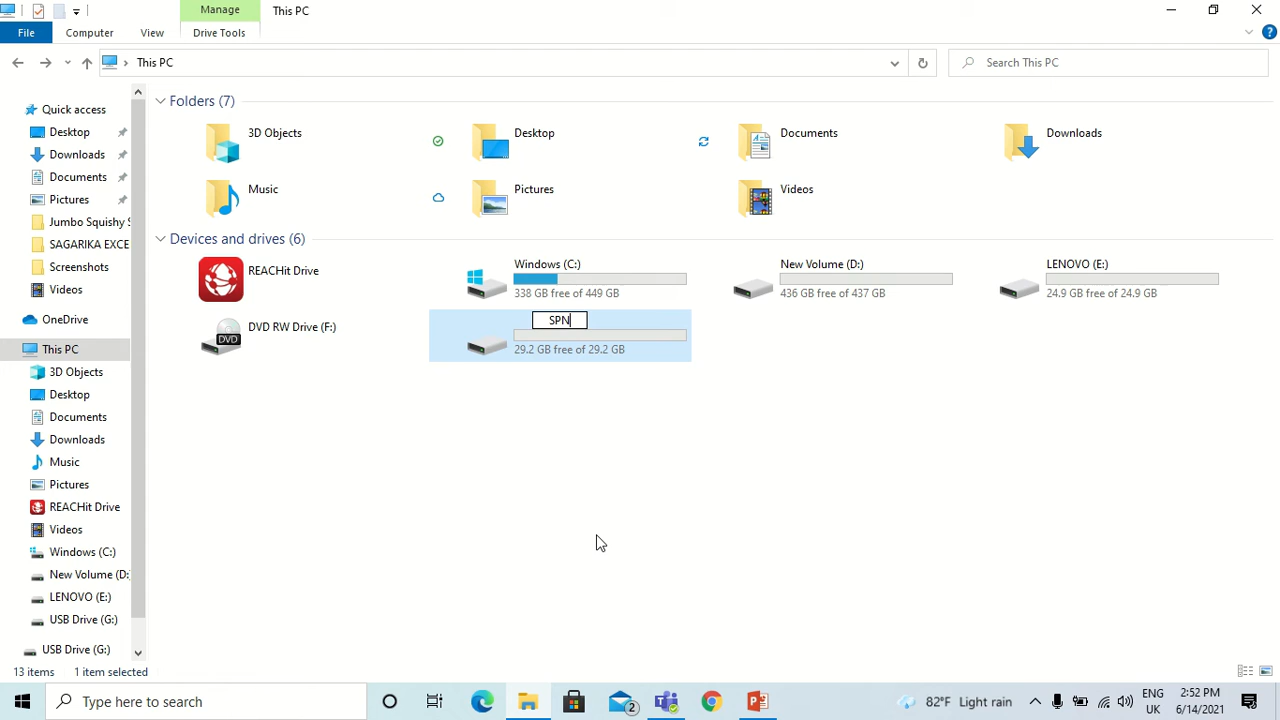 Manage
This PC
File
Computer
View
Drive Tools
This PC
Search This PC
Quick access
Desktop
Downloads
Documents
Pictures
Jumbo Squishy S
SAGARIKA EXCE
Screenshots
Videos
OneDrive
This PC
3D Objects
Desktop
Documents
Downloads
Music
Pictures
REACHit Drive
Videos
Windows (C:)
New Volume (D:)
LENOVO (E:)
USB Drive (G:)
USB Drive (G:)
Folders (7)
3D Objects
Desktop
Documents
Downloads
Music
Pictures
Videos
Devices and drives (6)
REACHit Drive
Windows (C:)
338 GB free of 449 GB
New Volume (D:)
436 GB free of 437 GB
LENOVO (E:)
24.9 GB free of 24.9 GB
DVD
DVD RW Drive (F:)
SPN
29.2 GB free of 29.2 GB
13 items
1 item selected
Type here to search
2
82°F Light rain
ENG
UK
2:52 PM
6/14/2021